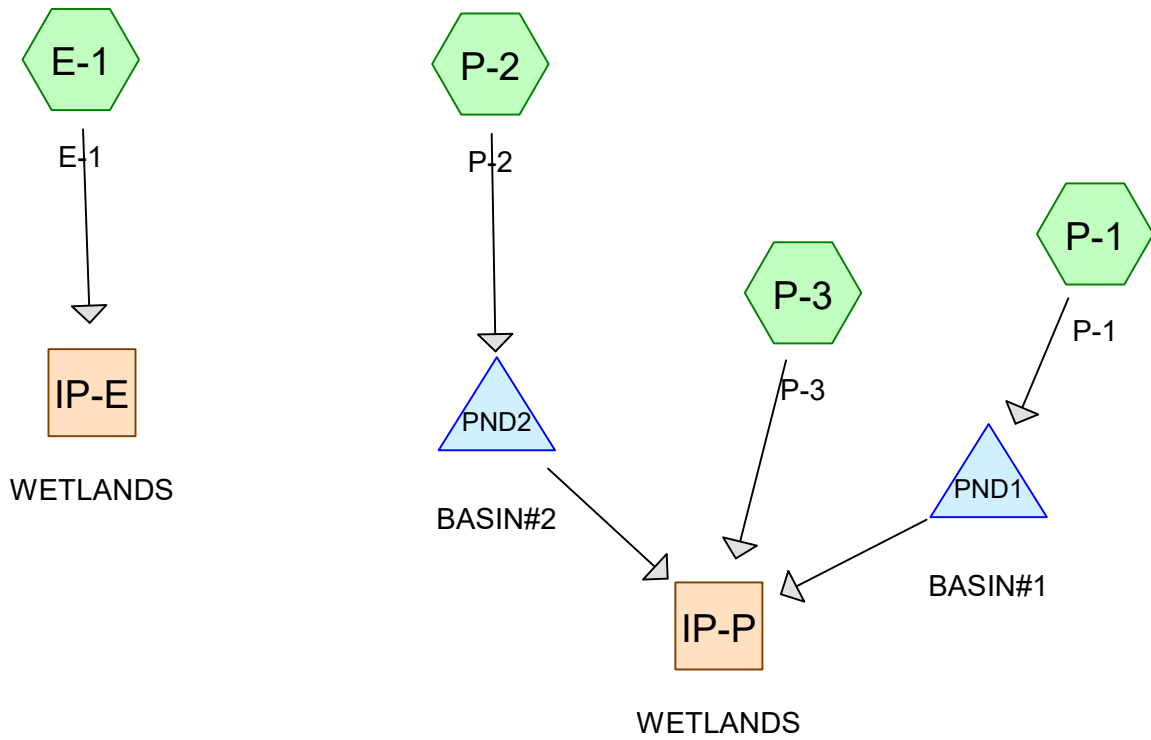 E-1
E-1
IP-E
WETLANDS
P-2
P-2
PND2
BASIN#2
P-3
P-3
P-1
P-1
PND1
BASIN#1
IP-P
WETLANDS